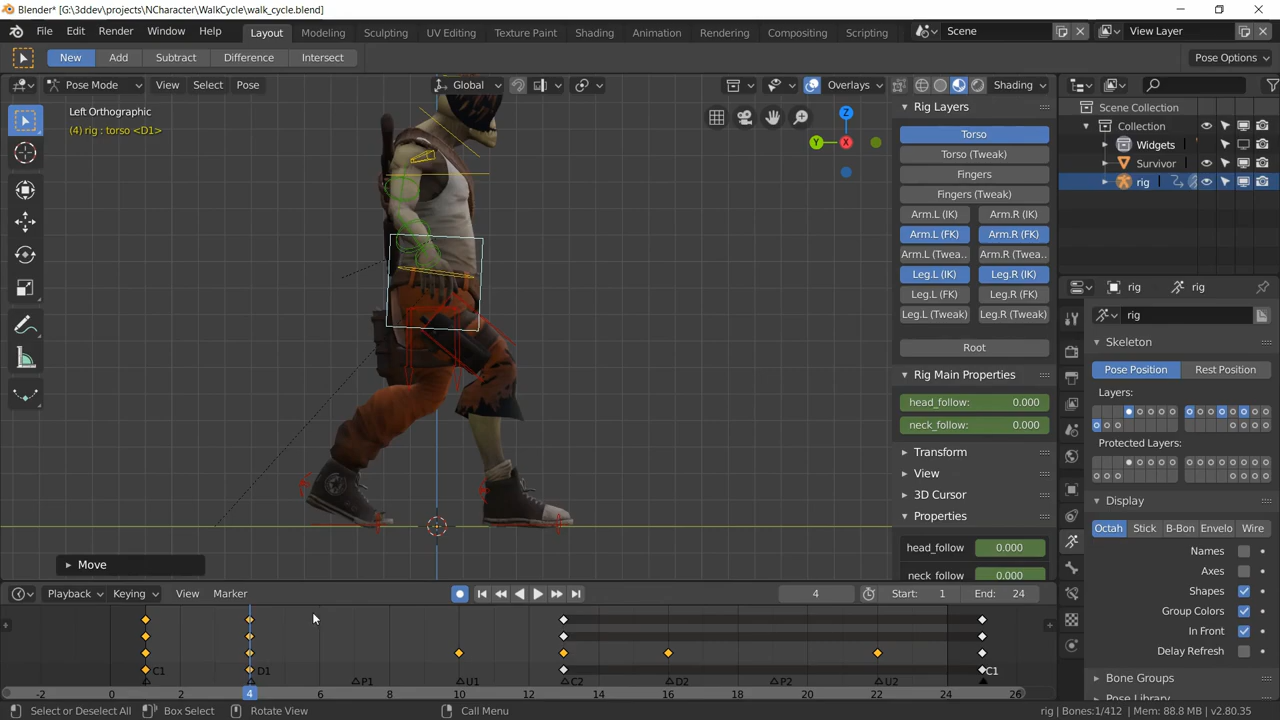 Blender* [G:\3ddev\projects\NCharacter\WalkCycle\walk_cycle.blend]
File Edit Render Window Help Layout Modeling Sculpting UV Editing Texture Paint Shading Animation Rendering Compositing Scripting Scene View Layer
New Add Subtract Difference Intersect Pose Options
Pose Mode View Select Pose Global Overlays Shading
Left Orthographic
(4) rig : torso <D1>
Z
Y
X
Rig Layers
Torso
Torso (Tweak)
Fingers
Fingers (Tweak)
Arm.L (IK) Arm.R (IK)
Arm.L (FK) Arm.R (FK)
Arm.L (Twea.. Arm.R (Twea..
Leg.L (IK) Leg.R (IK)
Leg.L (FK) Leg.R (FK)
Leg.L (Tweak) Leg.R (Tweak)
Root
Rig Main Properties
head_follow: 0.000
neck_follow: 0.000
Transform
View
3D Cursor
Properties
head_follow 0.000
neck_follow 0.000
Scene Collection
Collection
Widgets
Survivor
rig
rig rig
rig
Skeleton
Pose Position Rest Position
Layers:
Protected Layers:
Display
Octah Stick B-Bon Envelo Wire
Names
Axes
Shapes
Group Colors
In Front
Delay Refresh
Bone Groups
Pose Library
Move
Playback Keying View Marker 4 Start: 1 End: 24
C1 D1 P1 U1 C2 D2 P2 U2 C1
-2 0 4 6 8 10 12 14 16 18 20 22 24 26
Select or Deselect All Box Select Rotate View Call Menu rig | Bones:1/412 | Mem: 88.8 MB | v2.80.35